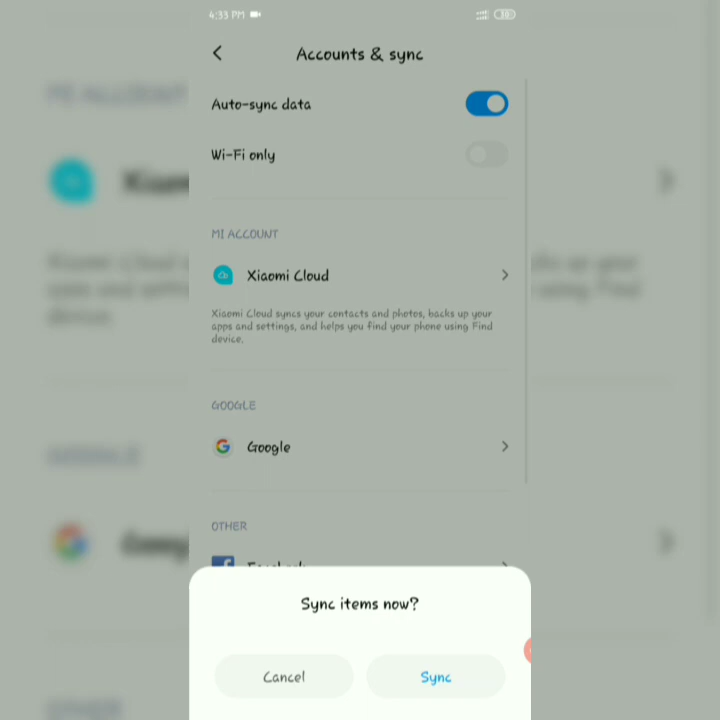 4:33 PM
Accounts & sync
Auto-sync data
Wi-Fi only
MI ACCOUNT
Xiaomi Cloud
Xiaomi Cloud syncs your contacts and photos, backs up your
apps and settings, and helps you find your phone using Find
device.
GOOGLE
Google
OTHER
Facebook
Sync items now?
Cancel
Sync